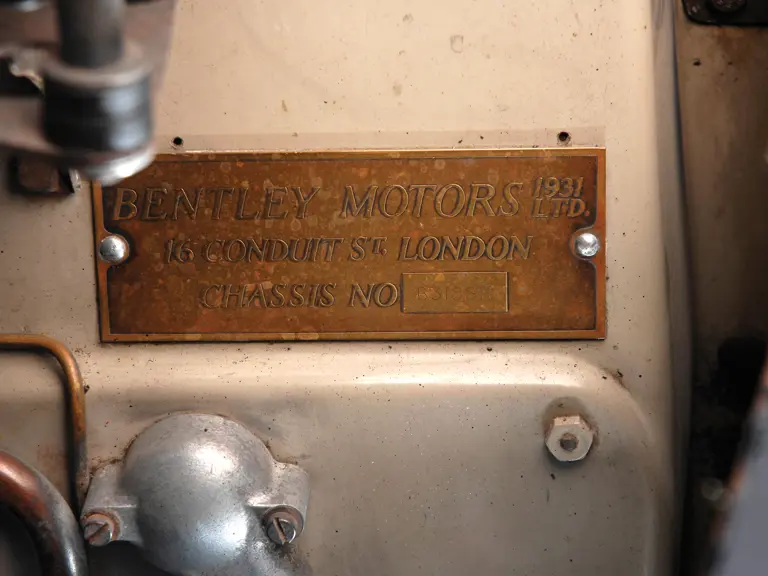 BENTLEY MOTORS 1931 LTD.
16 CONDUIT ST. LONDON
CHASSIS NO